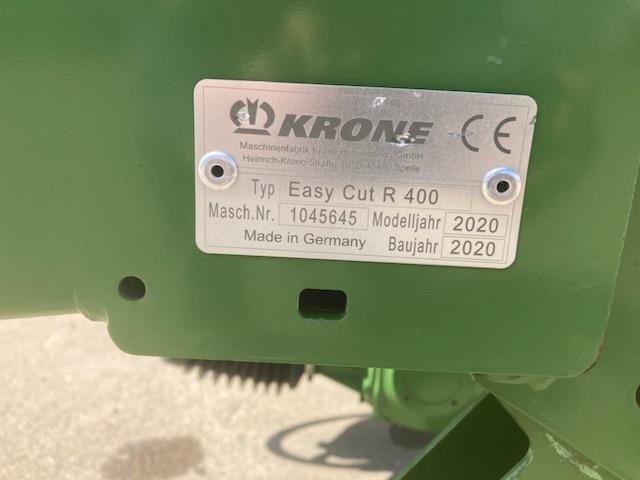 KRONE CE
Maschinenfabrik Krone Beteiligungs-GmbH
Heinrich-Krone-Straße 10, D-48480 Spelle
Typ Easy Cut R 400
Masch.Nr. 1045645 Modelljahr 2020
Made in Germany Baujahr 2020